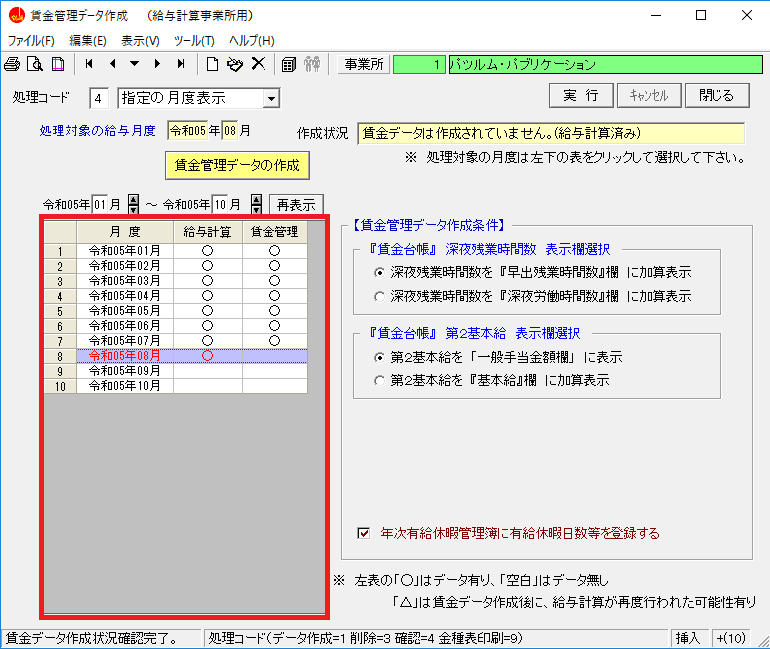 賃金管理データ作成　（給与計算事業所用）
ファイル(F)　編集(E)　表示(V)　ツール(T)　ヘルプ(H)
事業所　1　パツルム・パブリケーション
処理コード　4　指定の月度表示　実 行　キャンセル　閉じる
処理対象の給与月度　令和05年08月　作成状況　賃金データは作成されていません。(給与計算済み)
賃金管理データの作成　※ 処理対象の月度は左下の表をクリックして選択して下さい。
令和05年01月 ～ 令和05年10月　再表示
月 度　給与計算　賃金管理
1　令和05年01月　○　○
2　令和05年02月　○　○
3　令和05年03月　○　○
4　令和05年04月　○　○
5　令和05年05月　○　○
6　令和05年06月　○　○
7　令和05年07月　○　○
8　令和05年08月　○
9　令和05年09月
10　令和05年10月
【賃金管理データ作成条件】
『賃金台帳』 深夜残業時間数 表示欄選択
深夜残業時間数を『早出残業時間数』欄 に加算表示
深夜残業時間数を『深夜労働時間数』欄 に加算表示
『賃金台帳』 第2基本給 表示欄選択
第2基本給を「一般手当金額欄」に表示
第2基本給を『基本給』欄 に加算表示
年次有給休暇管理簿に有給休暇日数等を登録する
※ 左表の「○」はデータ有り、「空白」はデータ無し
「△」は賃金データ作成後に、給与計算が再度行われた可能性有り
賃金データ作成状況確認完了。　処理コード(データ作成=1 削除=3 確認=4 金種表印刷=9)　挿入　+(10)